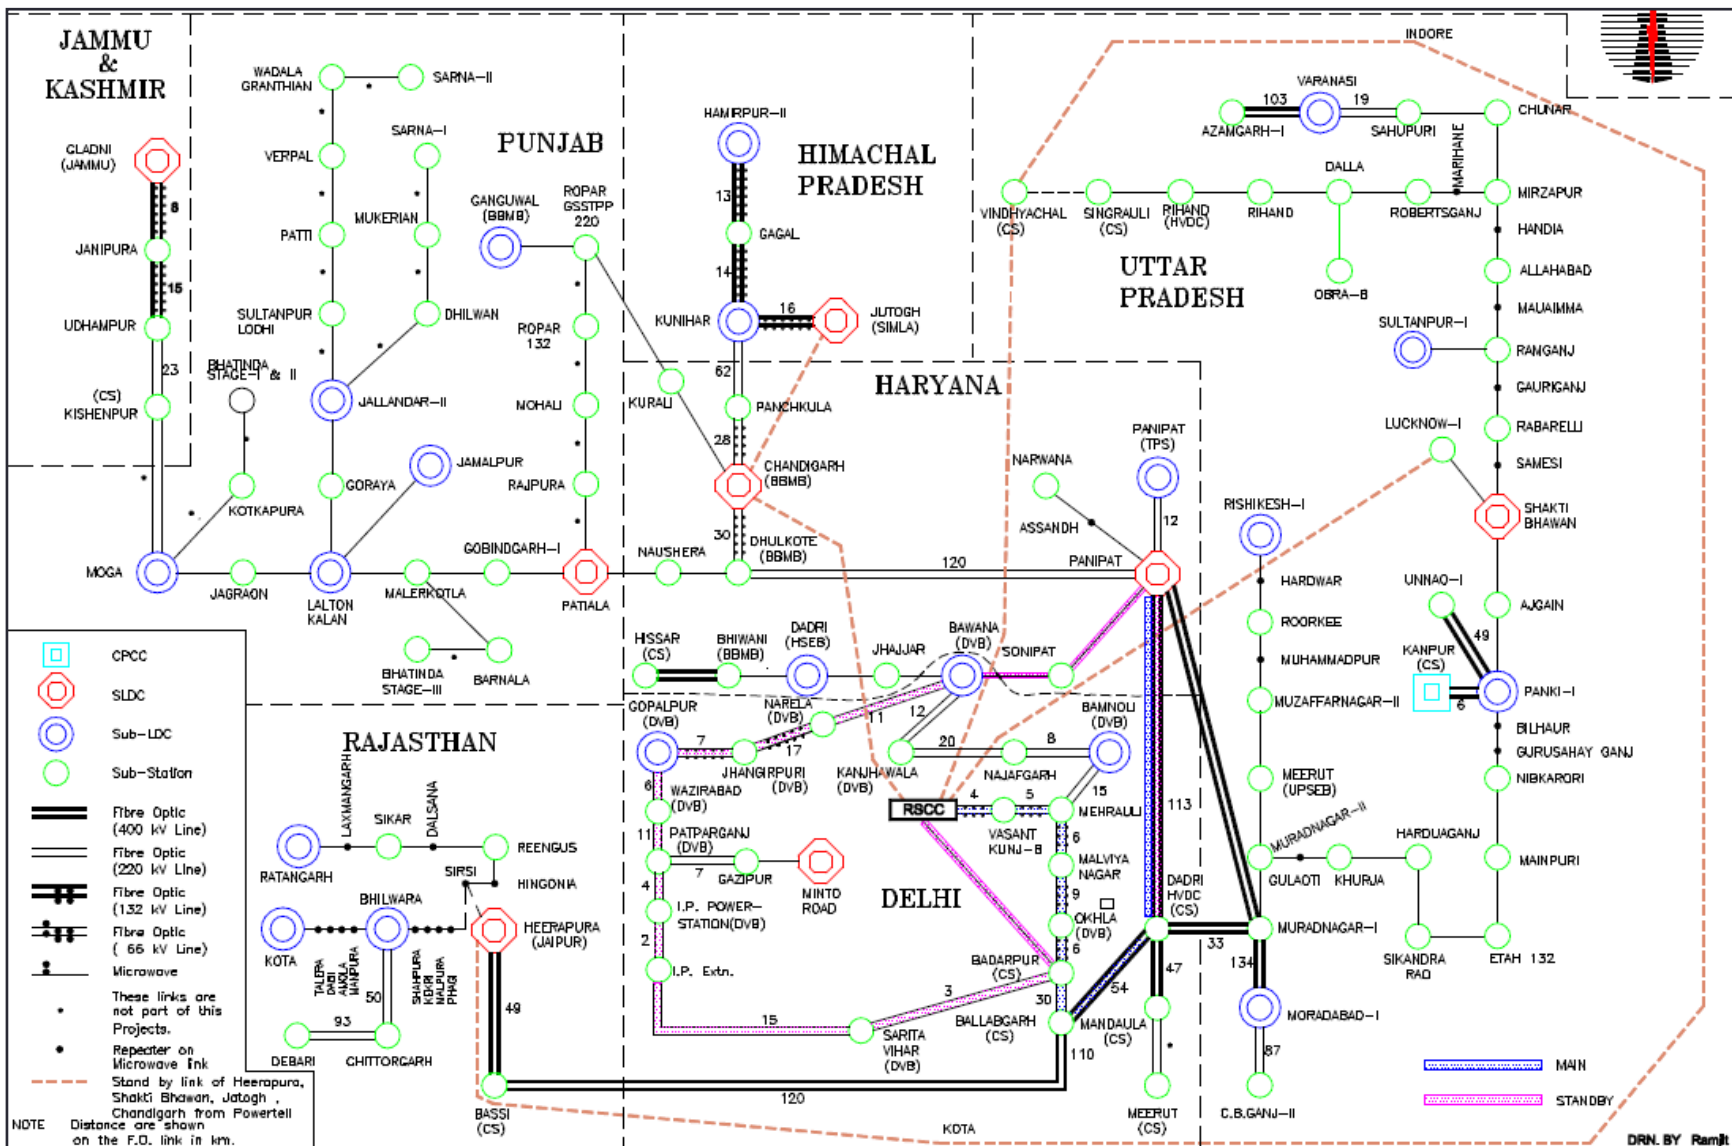 JAMMU
&
KASHMIR
GLADNI
(JAMMU)
8
JANIPURA
15
UDHAMPUR
23
(CS)
KISHENPUR
MOGA
PUNJAB
WADALA
GRANTHIAN
SARNA-II
SARNA-I
VERPAL
MUKERIAN
PATTI
SULTANPUR
LODHI
DHILWAN
BHATINDA
STAGE-I & II
JALLANDAR-II
JAMALPUR
KOTKAPURA
GORAYA
JAGRAON
LALTON
KALAN
MALERKOTLA
GOBINDGARH-I
PATIALA
BHATINDA
STAGE-III
BARNALA
GANGUWAL
(BBMB)
ROPAR
GSSTPP
220
ROPAR
132
MOHALI
RAJPURA
KURALI
HIMACHAL
PRADESH
HAMIRPUR-II
13
GAGAL
14
KUNIHAR
16
JUTOGH
(SIMLA)
62
HARYANA
PANCHKULA
28
CHANDIGARH
(BBMB)
30
DHULKOTE
(BBMB)
NAUSHERA
120
NARWANA
ASSANDH
PANIPAT
(TPS)
12
PANIPAT
HISSAR
(CS)
BHIWANI
(BBMB)
DADRI
(HSEB)
JHAJJAR
BAWANA
(DVB)
SONIPAT
UTTAR
PRADESH
INDORE
VARANASI
103
19
AZAMGARH-I
SAHUPURI
CHUNAR
MARIHANE
DALLA
VINDHYACHAL
(CS)
SINGRAULI
(CS)
RIHAND
(HVDC)
RIHAND
ROBERTSGANJ
MIRZAPUR
OBRA-B
HANDIA
ALLAHABAD
MAUAIMMA
SULTANPUR-I
RANGANJ
GAURIGANJ
RABARELLI
LUCKNOW-I
SAMESI
SHAKTI
BHAWAN
UNNAO-I
AJGAIN
49
KANPUR
(CS)
6
PANKI-I
BILHAUR
GURUSAHAY GANJ
NIBKARORI
MAINPURI
ETAH 132
SIKANDRA
RAO
HARDUAGANJ
KHURJA
GULAOTI
MURADNAGAR-II
RISHIKESH-I
HARDWAR
ROORKEE
MUHAMMADPUR
MUZAFFARNAGAR-II
MEERUT
(UPSEB)
MURADNAGAR-I
33
134
MORADABAD-I
87
C.B.GANJ-II
113
DADRI
HVDC
(CS)
47
54
MANDAULA
(CS)
MEERUT
(CS)
DELHI
GOPALPUR
(DVB)
NARELA
(DVB)
11
12
7
17
JHANGIRPURI
(DVB)
KANJHAWALA
(DVB)
20
NAJAFGARH
8
BAMNOLI
(DVB)
15
6
WAZIRABAD
(DVB)
RSCC
4
5
VASANT
KUNJ-B
MEHRAULI
11
PATPARGANJ
(DVB)
7
GAZIPUR
MINTO
ROAD
6
MALVIYA
NAGAR
9
OKHLA
(DVB)
6
4
I.P. POWER-
STATION(DVB)
2
I.P. Extn.
BADARPUR
(CS)
3
15
SARITA
VIHAR
(DVB)
30
BALLABGARH
(CS)
110
120
RAJASTHAN
LAXMANGARH
SIKAR
DALSANA
REENGUS
RATANGARH
SIRSI
HINGONIA
BHILWARA
HEERAPURA
(JAIPUR)
KOTA
TALERA
DABI
AMOLA
MANPURA
SHAHPURA
KEKRI
MALPURA
PHAGI
50
93
DEBARI
CHITTORGARH
49
BASSI
(CS)
KOTA
CPCC
SLDC
Sub-LDC
Sub-Station
Fibre Optic
(400 kV Line)
Fibre Optic
(220 kV Line)
Fibre Optic
(132 kV Line)
Fibre Optic
( 66 kV Line)
Microwave
These links are
not part of this
Projects.
Repeater on
Microwave link
Stand by link of Heerapura,
Shakti Bhawan, Jatogh ,
Chandigarh from Powertell
NOTE Distance are shown
on the F.O. link in km.
MAIN
STANDBY
DRN. BY Ramjit